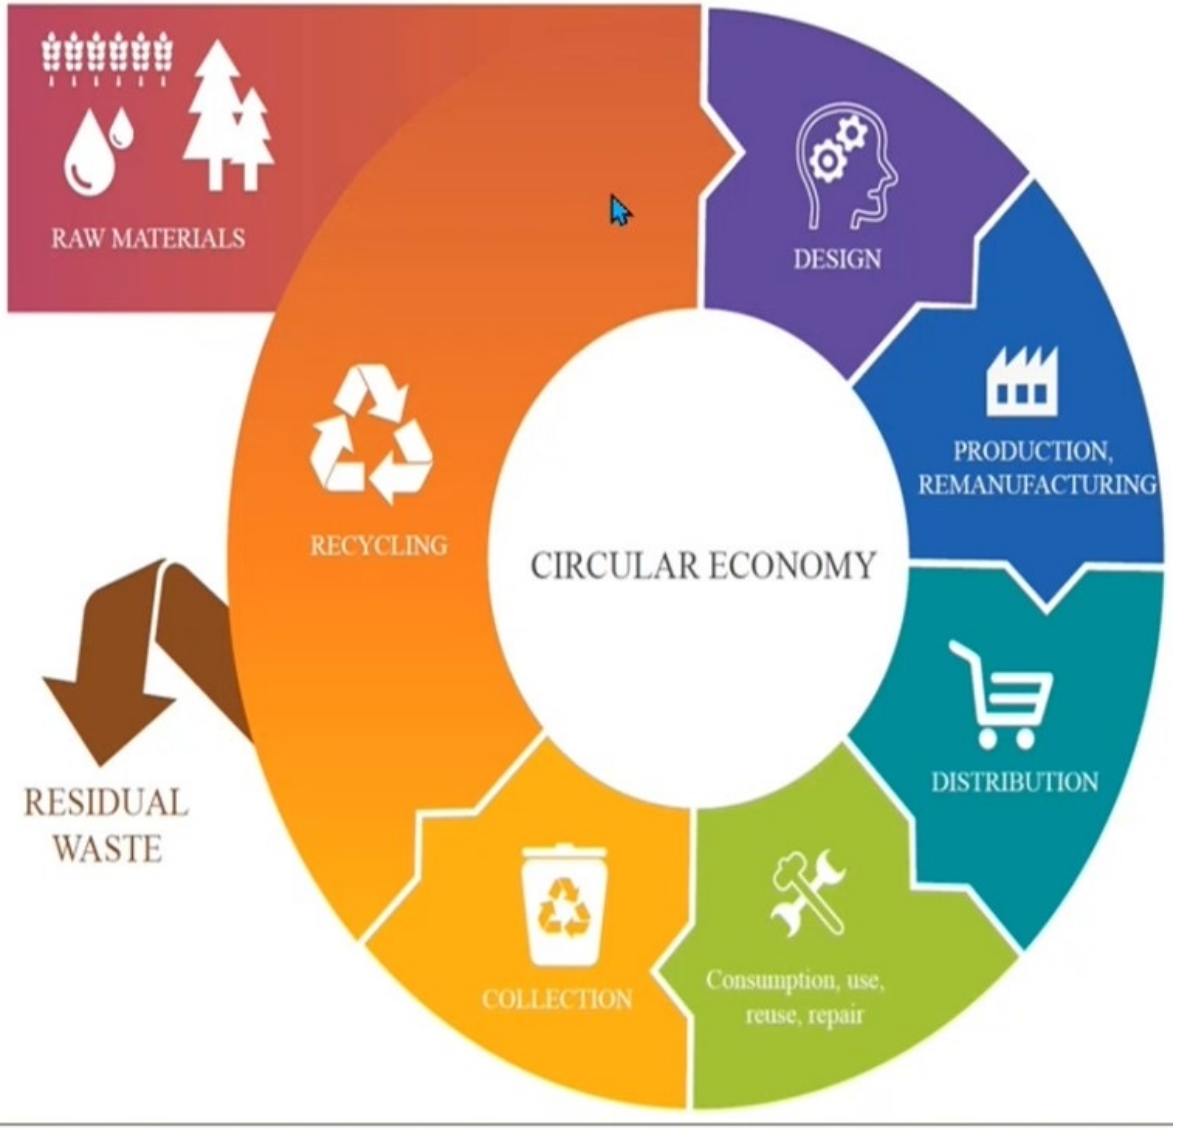 RAW MATERIALS
DESIGN
PRODUCTION,
REMANUFACTURING
RECYCLING
CIRCULAR ECONOMY
DISTRIBUTION
RESIDUAL
WASTE
Consumption, use,
reuse, repair
COLLECTION